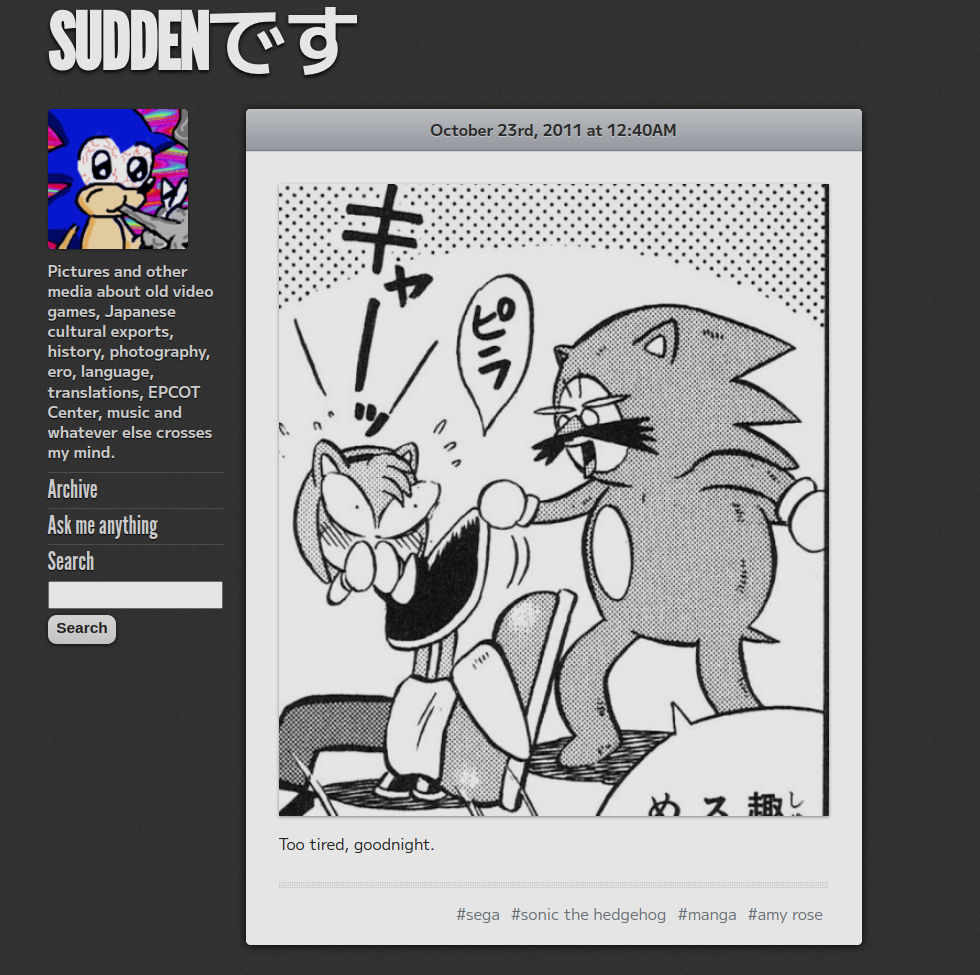 SUDDENです
October 23rd, 2011 at 12:40AM
Pictures and other
media about old video
games, Japanese
cultural exports,
history, photography,
ero, language,
translations, EPCOT
Center, music and
whatever else crosses
my mind.
Archive
Ask me anything
Search
Search
キャーッ
ピラ
趣
ス
め
Too tired, goodnight.
#sega #sonic the hedgehog #manga #amy rose